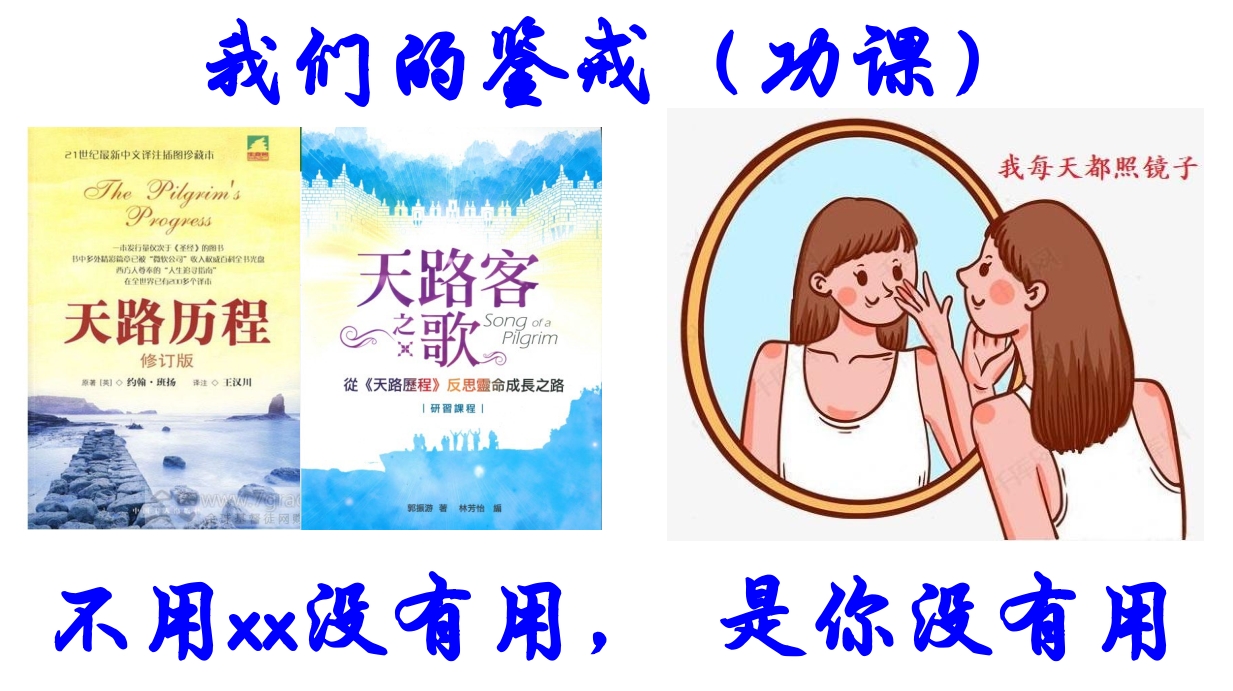 我们的鉴戒（功课）
21世纪最新中文译注插图珍藏本
The Pilgrim's
Progress
一本发行量仅次于《圣经》的图书
书中多处精彩篇章已被“微软公司”收入权威百科全书光盘
西方人尊奉的“人生追寻指南”
在全世界已有200多个译本
天路历程
修订版
原著 [英] ◇ 约翰·班扬 译注 ◇ 王汉川
天路客
之歌
Song of a
Pilgrim
從《天路歷程》反思靈命成長之路
| 研習課程 |
郭振游 著 林芳怡 編
我每天都照镜子
不用xx没有用， 是你没有用